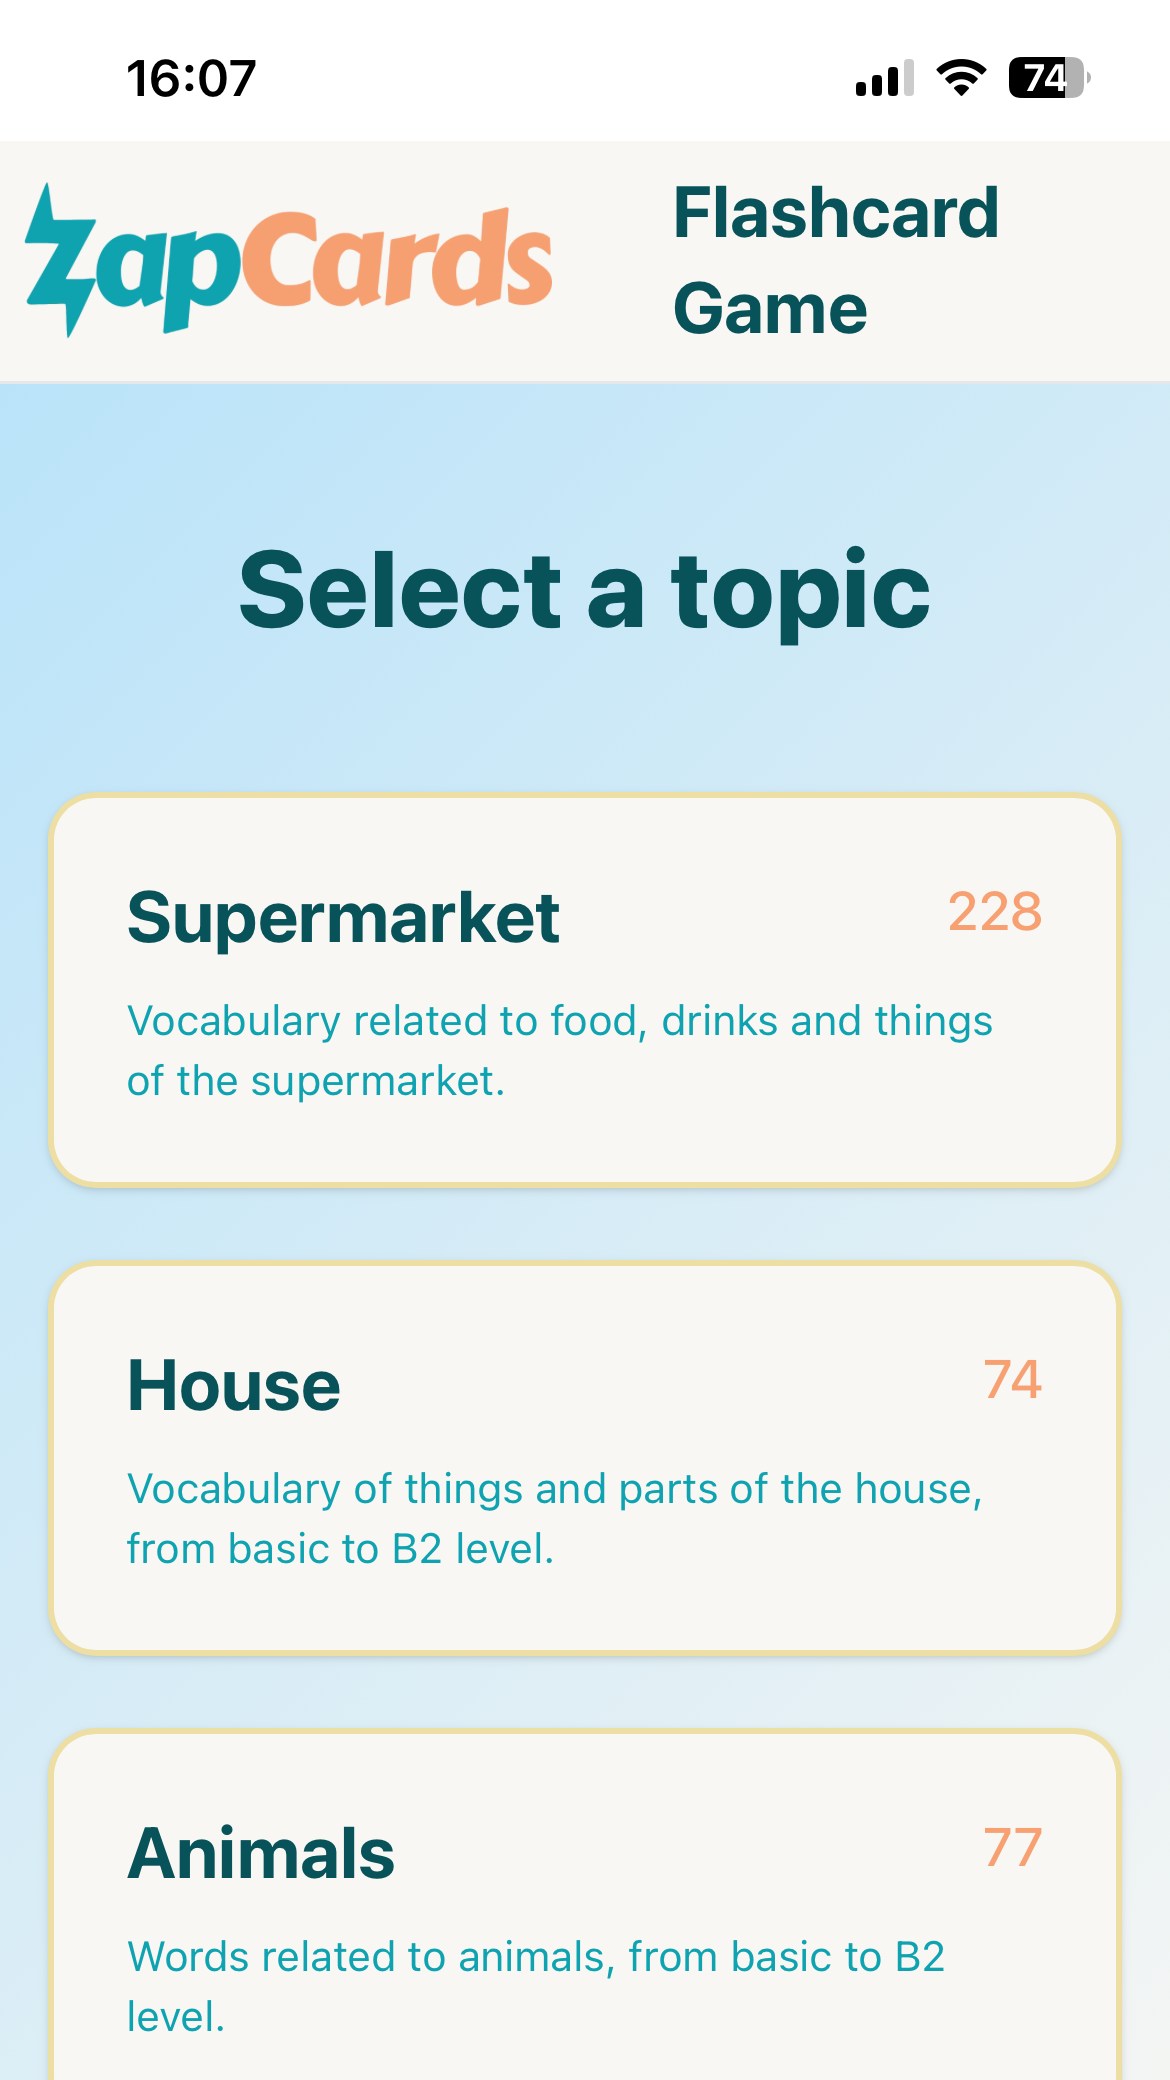 16:07
74
ZapCards
Flashcard
Game
Select a topic
Supermarket
228
Vocabulary related to food, drinks and things
of the supermarket.
House
74
Vocabulary of things and parts of the house,
from basic to B2 level.
Animals
77
Words related to animals, from basic to B2
level.